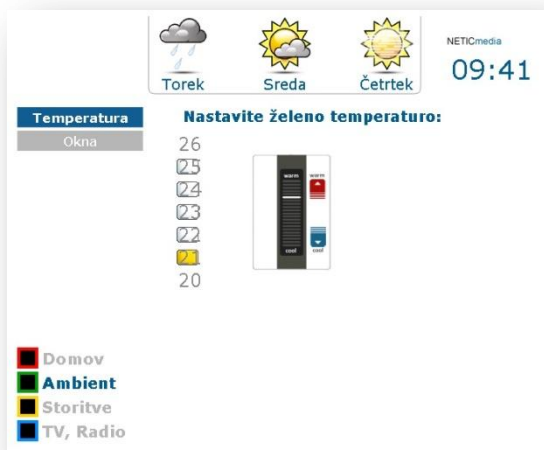 Torek
Sreda
Četrtek
NETICmedia
09:41
Temperatura
Okna
Nastavite želeno temperaturo:
26
25
24
23
22
21
20
warm
warm
cool
cool
Domov
Ambient
Storitve
TV, Radio